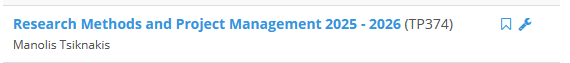 Research Methods and Project Management 2025 - 2026 (TP374)
Manolis Tsiknakis